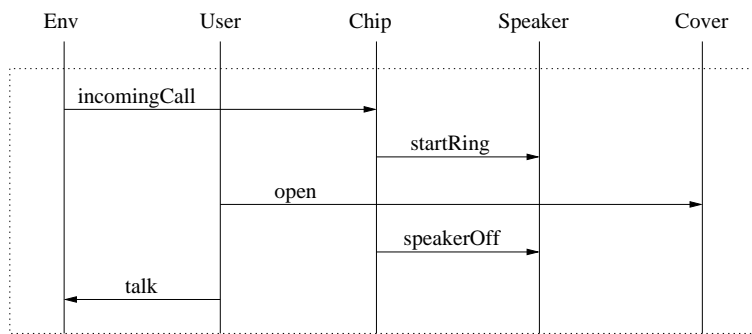 Env User Chip Speaker Cover
incomingCall
startRing
open
speakerOff
talk